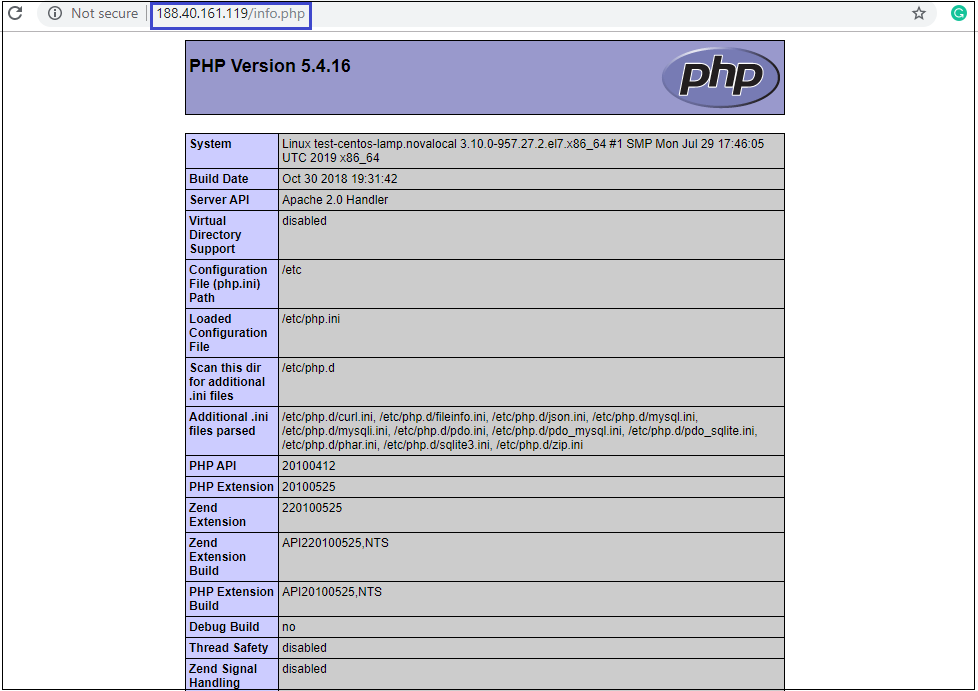 Not secure
188.40.161.119/info.php
PHP Version 5.4.16
php
System
Linux test-centos-lamp.novalocal 3.10.0-957.27.2.el7.x86_64 #1 SMP Mon Jul 29 17:46:05
UTC 2019 x86_64
Build Date
Oct 30 2018 19:31:42
Server API
Apache 2.0 Handler
Virtual
Directory
Support
disabled
Configuration
File (php.ini)
Path
/etc
Loaded
Configuration
File
/etc/php.ini
Scan this dir
for additional
.ini files
/etc/php.d
Additional .ini
files parsed
/etc/php.d/curl.ini, /etc/php.d/fileinfo.ini, /etc/php.d/json.ini, /etc/php.d/mysql.ini,
/etc/php.d/mysqli.ini, /etc/php.d/pdo.ini, /etc/php.d/pdo_mysql.ini, /etc/php.d/pdo_sqlite.ini,
/etc/php.d/phar.ini, /etc/php.d/sqlite3.ini, /etc/php.d/zip.ini
PHP API
20100412
PHP Extension
20100525
Zend
Extension
220100525
Zend
Extension
Build
API220100525,NTS
PHP Extension
Build
API20100525,NTS
Debug Build
no
Thread Safety
disabled
Zend Signal
Handling
disabled